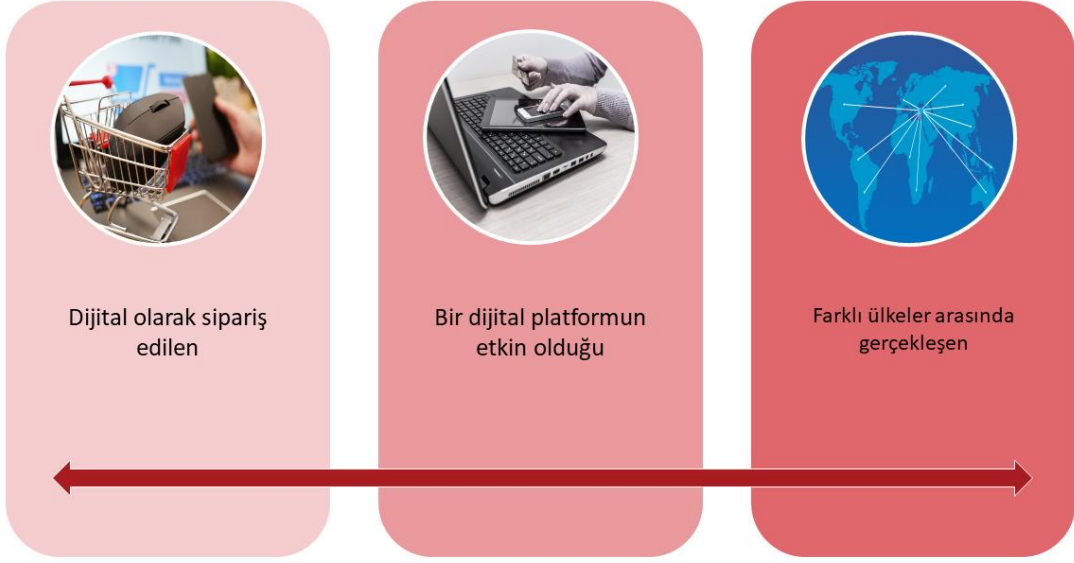 Dijital olarak sipariş
edilen
Bir dijital platformun
etkin olduğu
Farklı ülkeler arasında
gerçekleşen